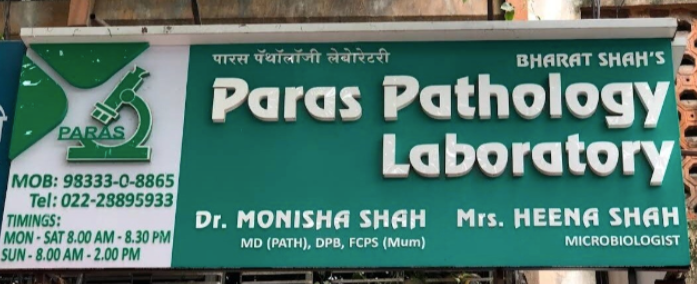 PARAS
MOB: 98333-0-8865
Tel: 022-28895933
TIMINGS:
MON - SAT 8.00 AM - 8.30 PM
SUN - 8.00 AM - 2.00 PM
पारस पॅथॉलॉजी लेबोरेटरी
BHARAT SHAH'S
Paras Pathology
Laboratory
Dr. MONISHA SHAH
MD (PATH), DPB, FCPS (Mum)
Mrs. HEENA SHAH
MICROBIOLOGIST